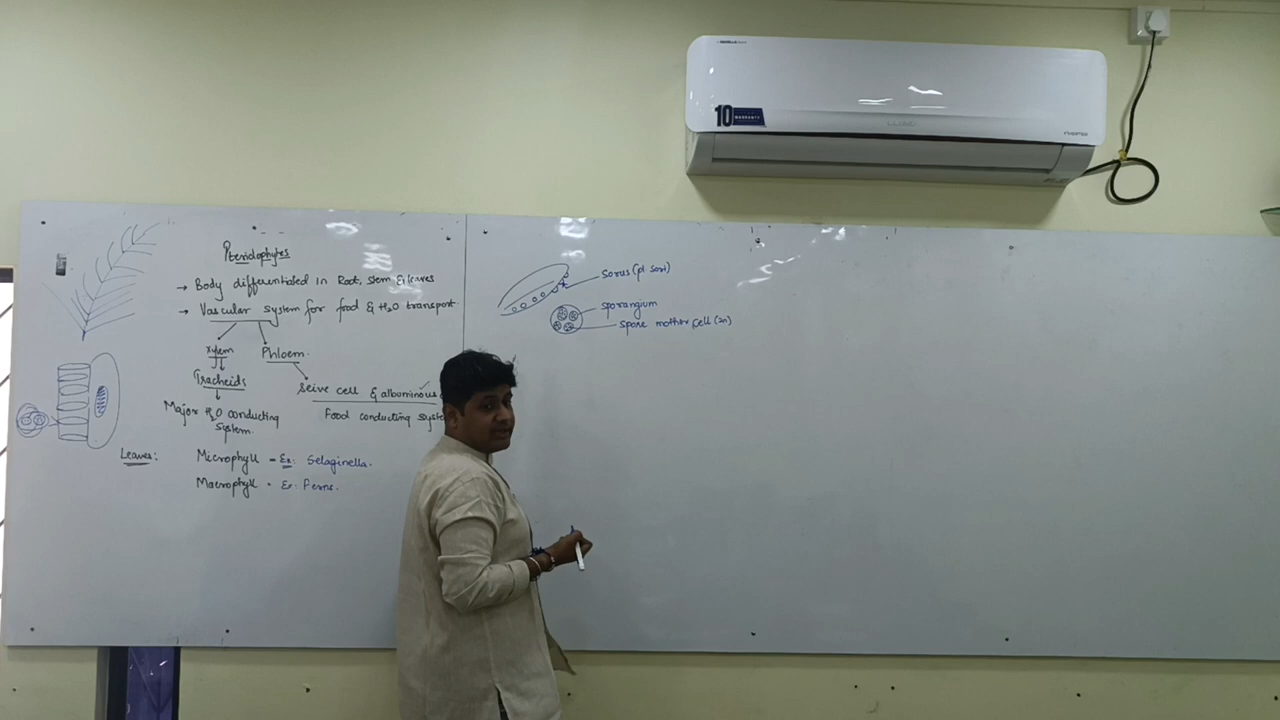 Pteridophytes
→ Body differentiated in Root, stem & leaves
→ Vascular system for food & H2O transport.
xylem
Phloem.
Tracheids
Seive cell & albuminous
Major H2O conducting
System.
Food conducting syste
Leaves:
Microphyll = Ex: Selaginella.
Macrophyll • Ex: Ferns.
Sorus (pl sori)
sporangium
Spore mother cell (2n)
10
WARRANTY
LLOYD